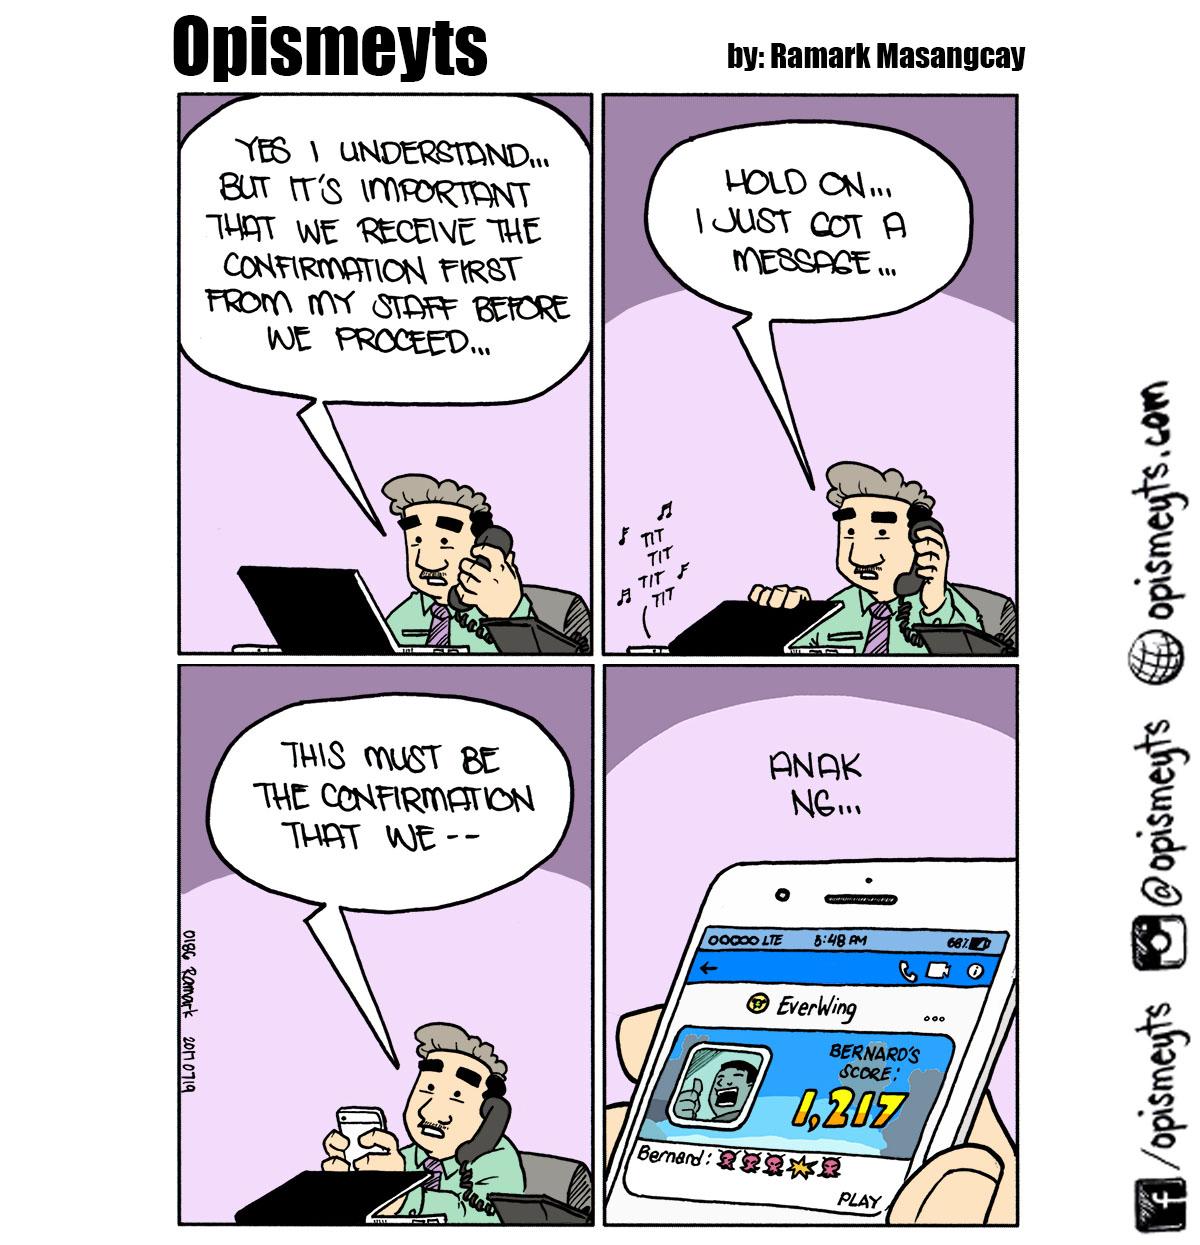 Opismeyts
by: Ramark Masangcay
YES I UNDERSTAND...
BUT IT'S IMPORTANT
THAT WE RECEIVE THE
CONFIRMATION FIRST
FROM MY STAFF BEFORE
WE PROCEED...
HOLD ON...
I JUST GOT A
MESSAGE...
TIT
TIT
TIT
TIT
THIS MUST BE
THE CONFIRMATION
THAT WE --
0186 Ramark 20170719
ANAK
NG...
LTE 5:48 PM 68%
EverWing
...
BERNARD'S
SCORE:
1,217
Bernard:
PLAY
/opismeyts @opismeyts opismeyts.com